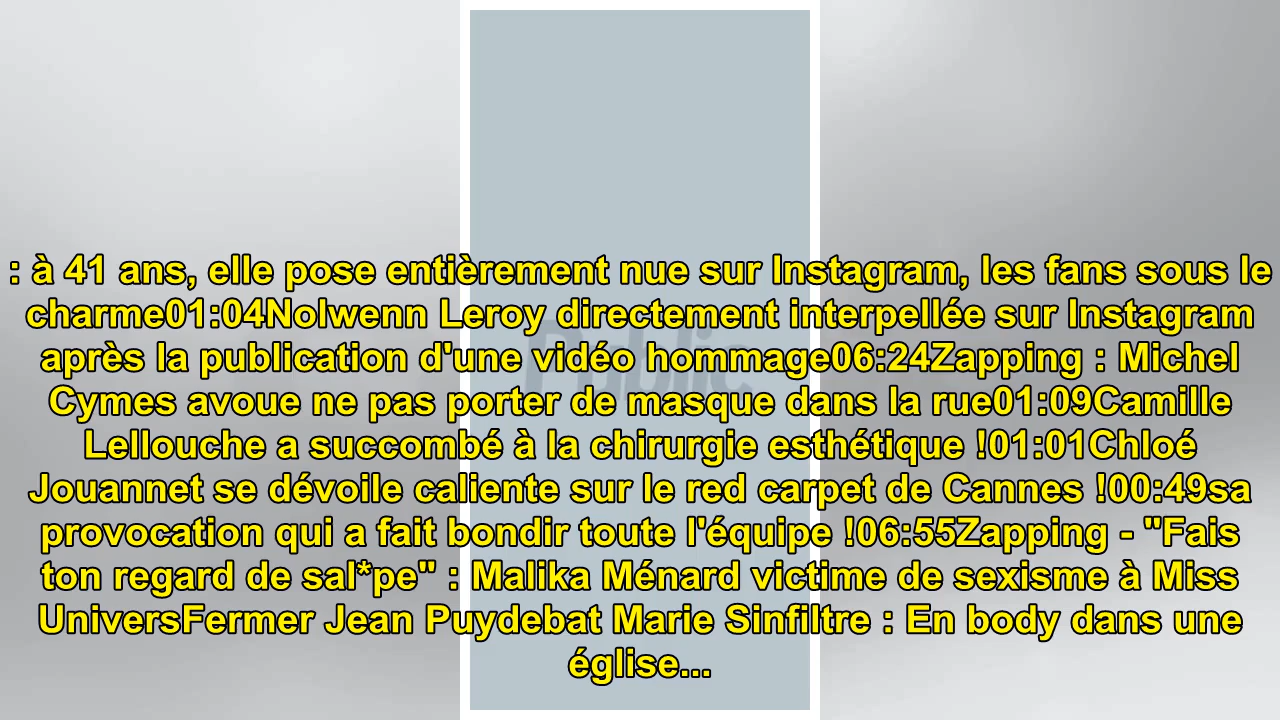 : à 41 ans, elle pose entièrement nue sur Instagram, les fans sous le
charme01:04Nolwenn Leroy directement interpellée sur Instagram
après la publication d'une vidéo hommage06:24Zapping : Michel
Cymes avoue ne pas porter de masque dans la rue01:09Camille
Lellouche a succombé à la chirurgie esthétique !01:01Chloé
Jouannet se dévoile caliente sur le red carpet de Cannes !00:49sa
provocation qui a fait bondir toute l'équipe !06:55Zapping - "Fais
ton regard de sal*pe" : Malika Ménard victime de sexisme à Miss
UniversFermer Jean Puydebat Marie Sinfiltre : En body dans une
église...
Public